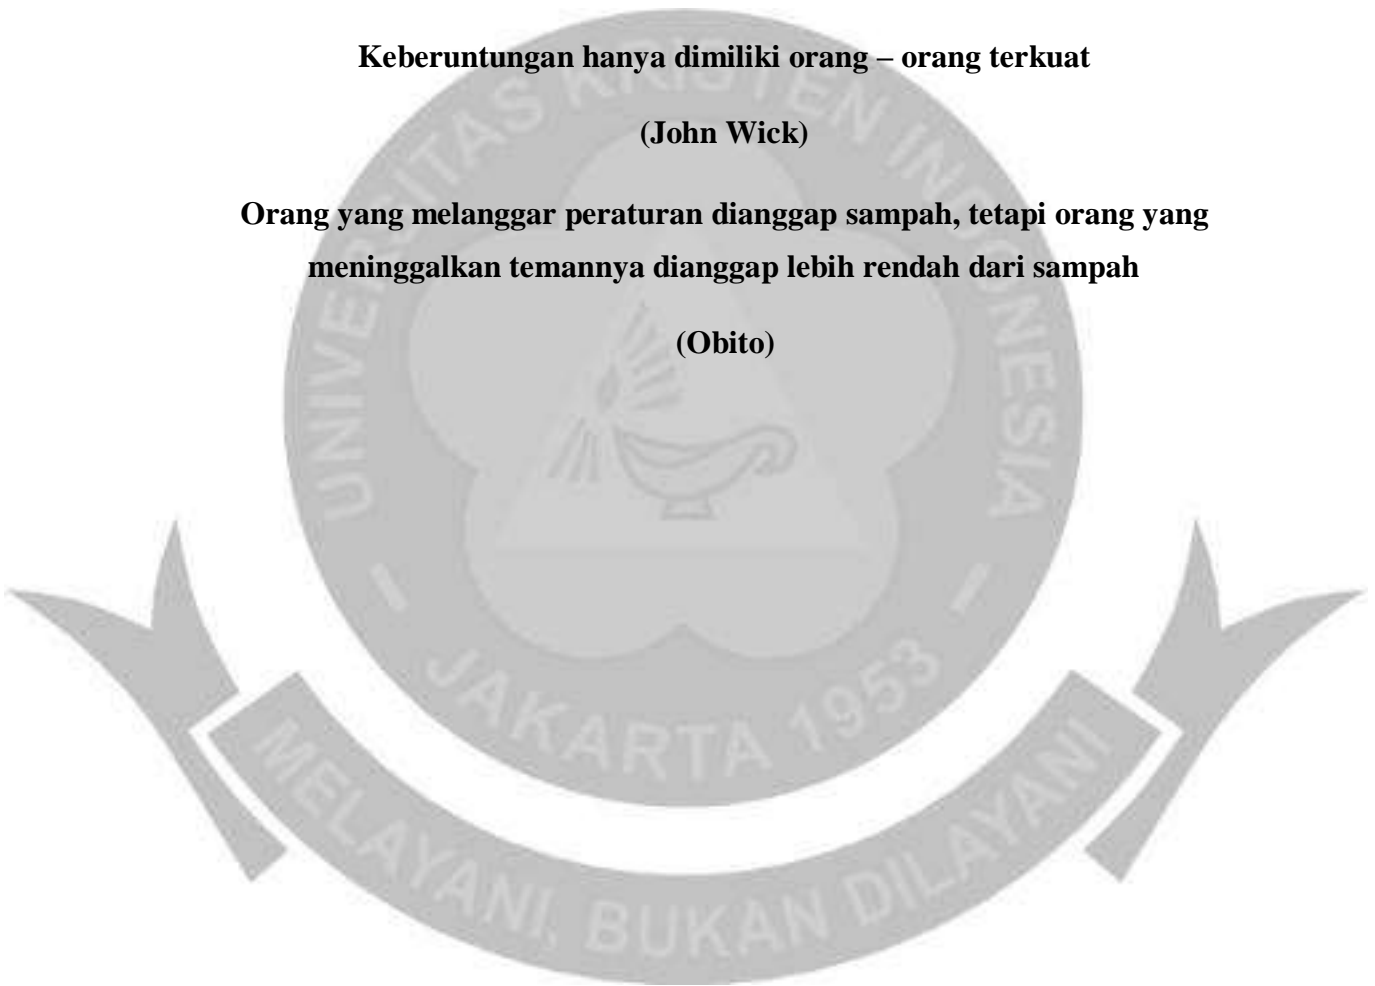 Keberuntungan hanya dimiliki orang – orang terkuat
(John Wick)
Orang yang melanggar peraturan dianggap sampah, tetapi orang yang
meninggalkan temannya dianggap lebih rendah dari sampah
(Obito)
UNIVERSITAS KRISTEN INDONESIA
– JAKARTA 1953 –
MELAYANI, BUKAN DILAYANI